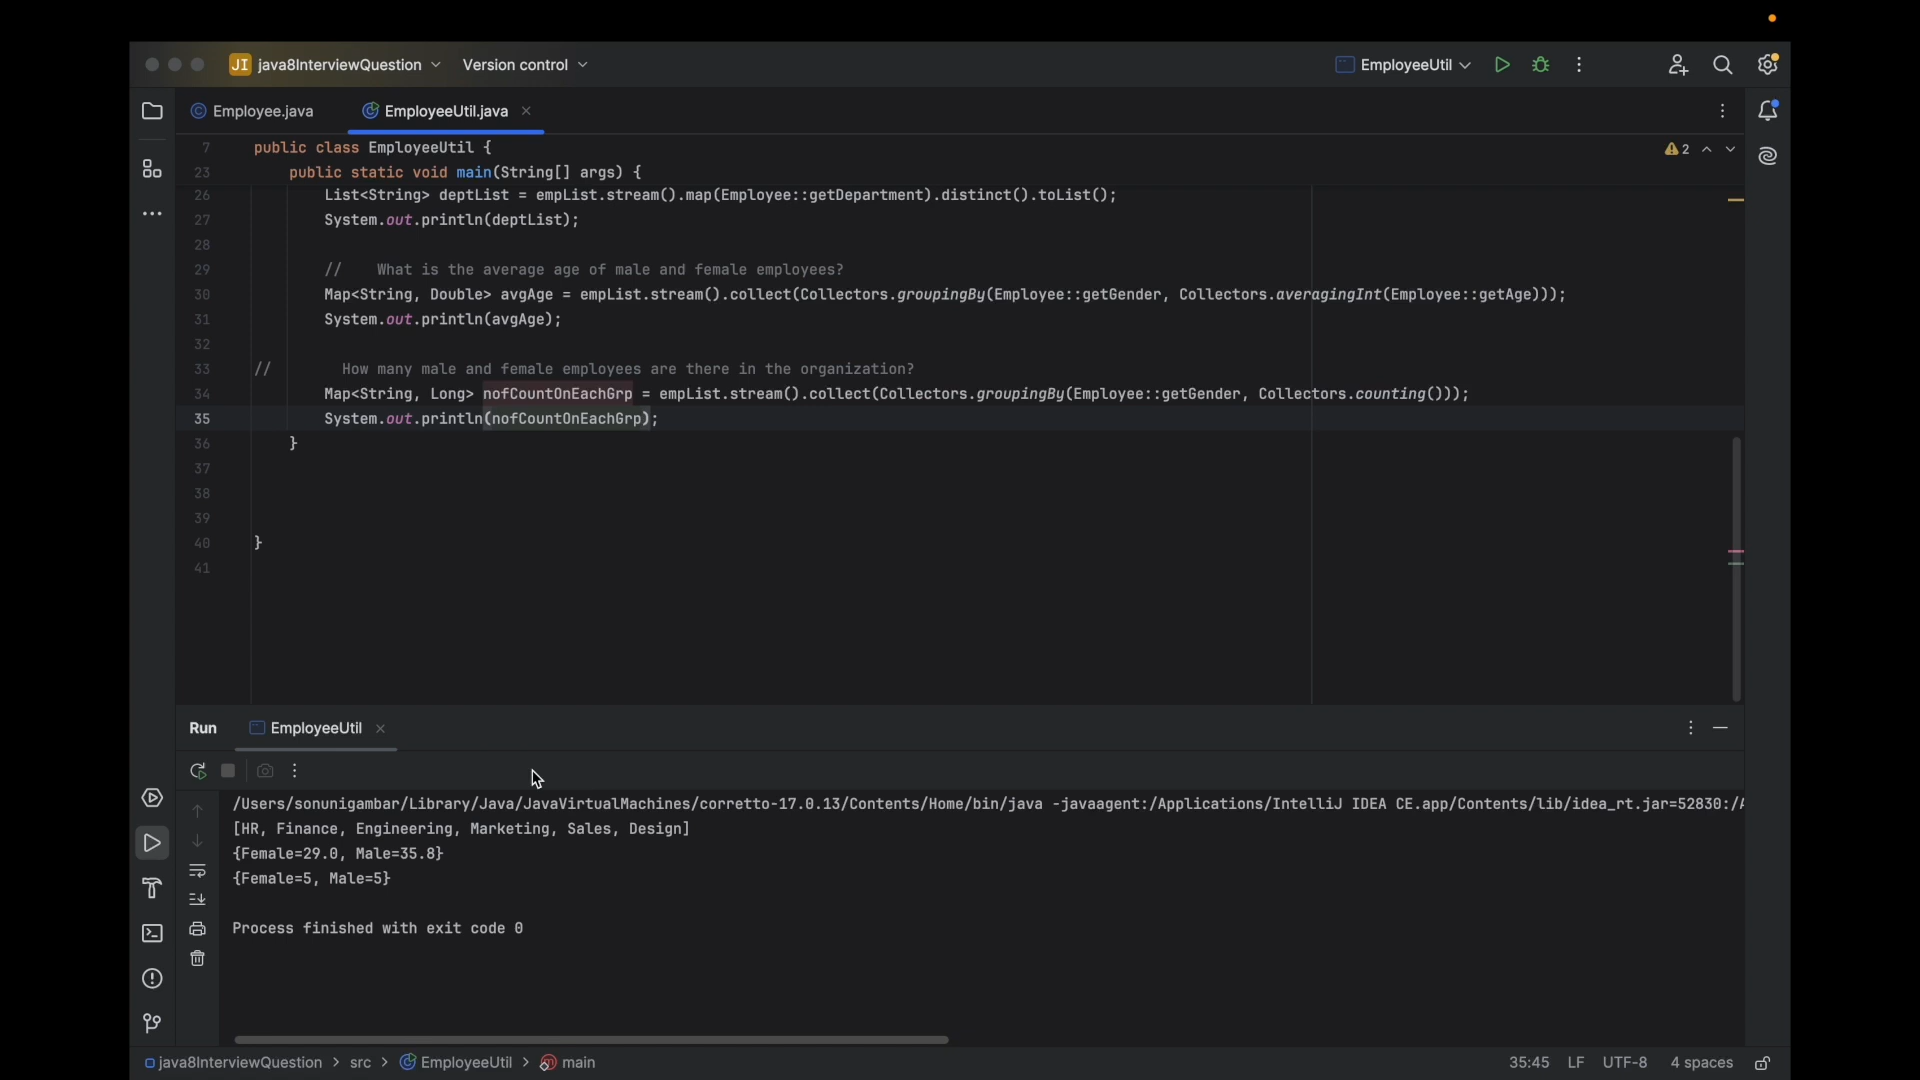 JI java8InterviewQuestion Version control EmployeeUtil
Employee.java EmployeeUtil.java
7 public class EmployeeUtil { 2
23 public static void main(String[] args) {
26 List<String> deptList = empList.stream().map(Employee::getDepartment).distinct().toList();
27 System.out.println(deptList);
28
29 // What is the average age of male and female employees?
30 Map<String, Double> avgAge = empList.stream().collect(Collectors.groupingBy(Employee::getGender, Collectors.averagingInt(Employee::getAge)));
31 System.out.println(avgAge);
32
33 // How many male and female employees are there in the organization?
34 Map<String, Long> nofCountOnEachGrp = empList.stream().collect(Collectors.groupingBy(Employee::getGender, Collectors.counting()));
35 System.out.println(nofCountOnEachGrp);
36 }
37
38
39
40 }
41
Run EmployeeUtil
/Users/sonunigambar/Library/Java/JavaVirtualMachines/corretto-17.0.13/Contents/Home/bin/java -javaagent:/Applications/IntelliJ IDEA CE.app/Contents/lib/idea_rt.jar=52830:/
[HR, Finance, Engineering, Marketing, Sales, Design]
{Female=29.0, Male=35.8}
{Female=5, Male=5}
Process finished with exit code 0
java8InterviewQuestion > src > EmployeeUtil > main 35:45 LF UTF-8 4 spaces